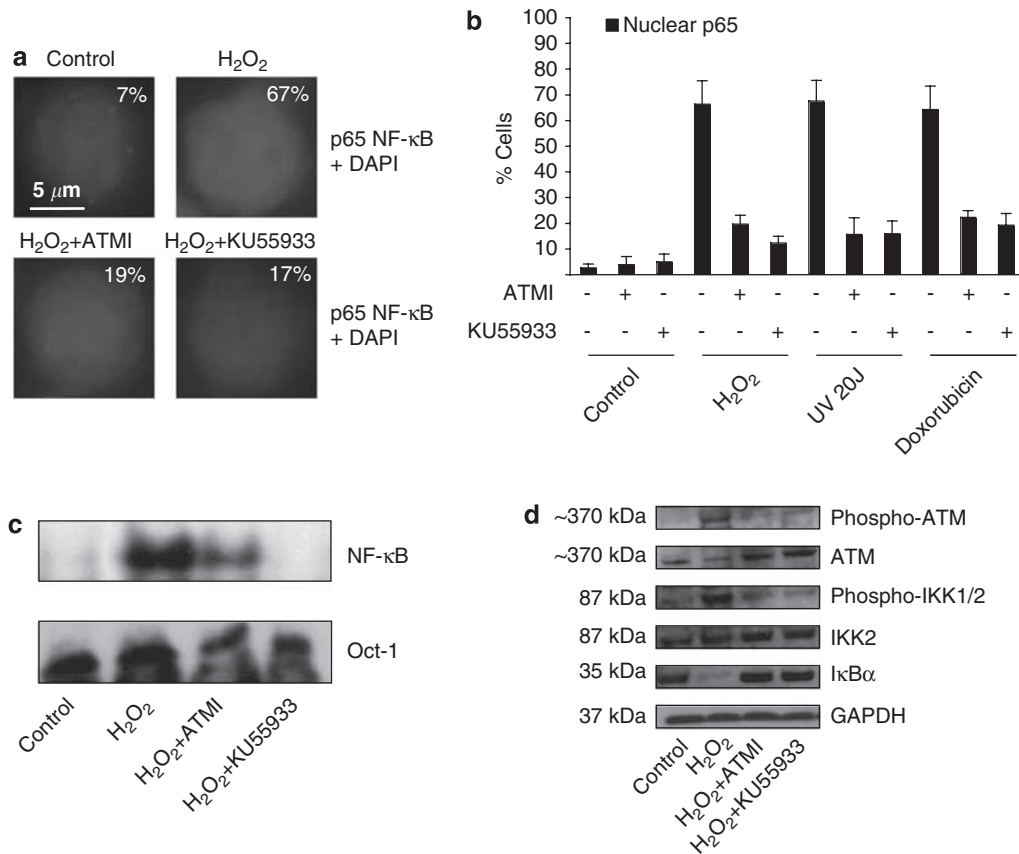 a
Control
H₂O₂
7%
67%
5 μm
p65 NF-κB
+ DAPI
H₂O₂+ATMI
H₂O₂+KU55933
19%
17%
p65 NF-κB
+ DAPI
b
Nuclear p65
% Cells
100
90
80
70
60
50
40
30
20
10
ATMI - + - - + - - + - - + -
KU55933 - - + - - + - - + - - +
Control
H₂O₂
UV 20J
Doxorubicin
c
NF-κB
Oct-1
Control
H₂O₂
H₂O₂+ATMI
H₂O₂+KU55933
d
~370 kDa Phospho-ATM
~370 kDa ATM
87 kDa Phospho-IKK1/2
87 kDa IKK2
35 kDa IκBα
37 kDa GAPDH
Control
H₂O₂
H₂O₂+ATMI
H₂O₂+KU55933